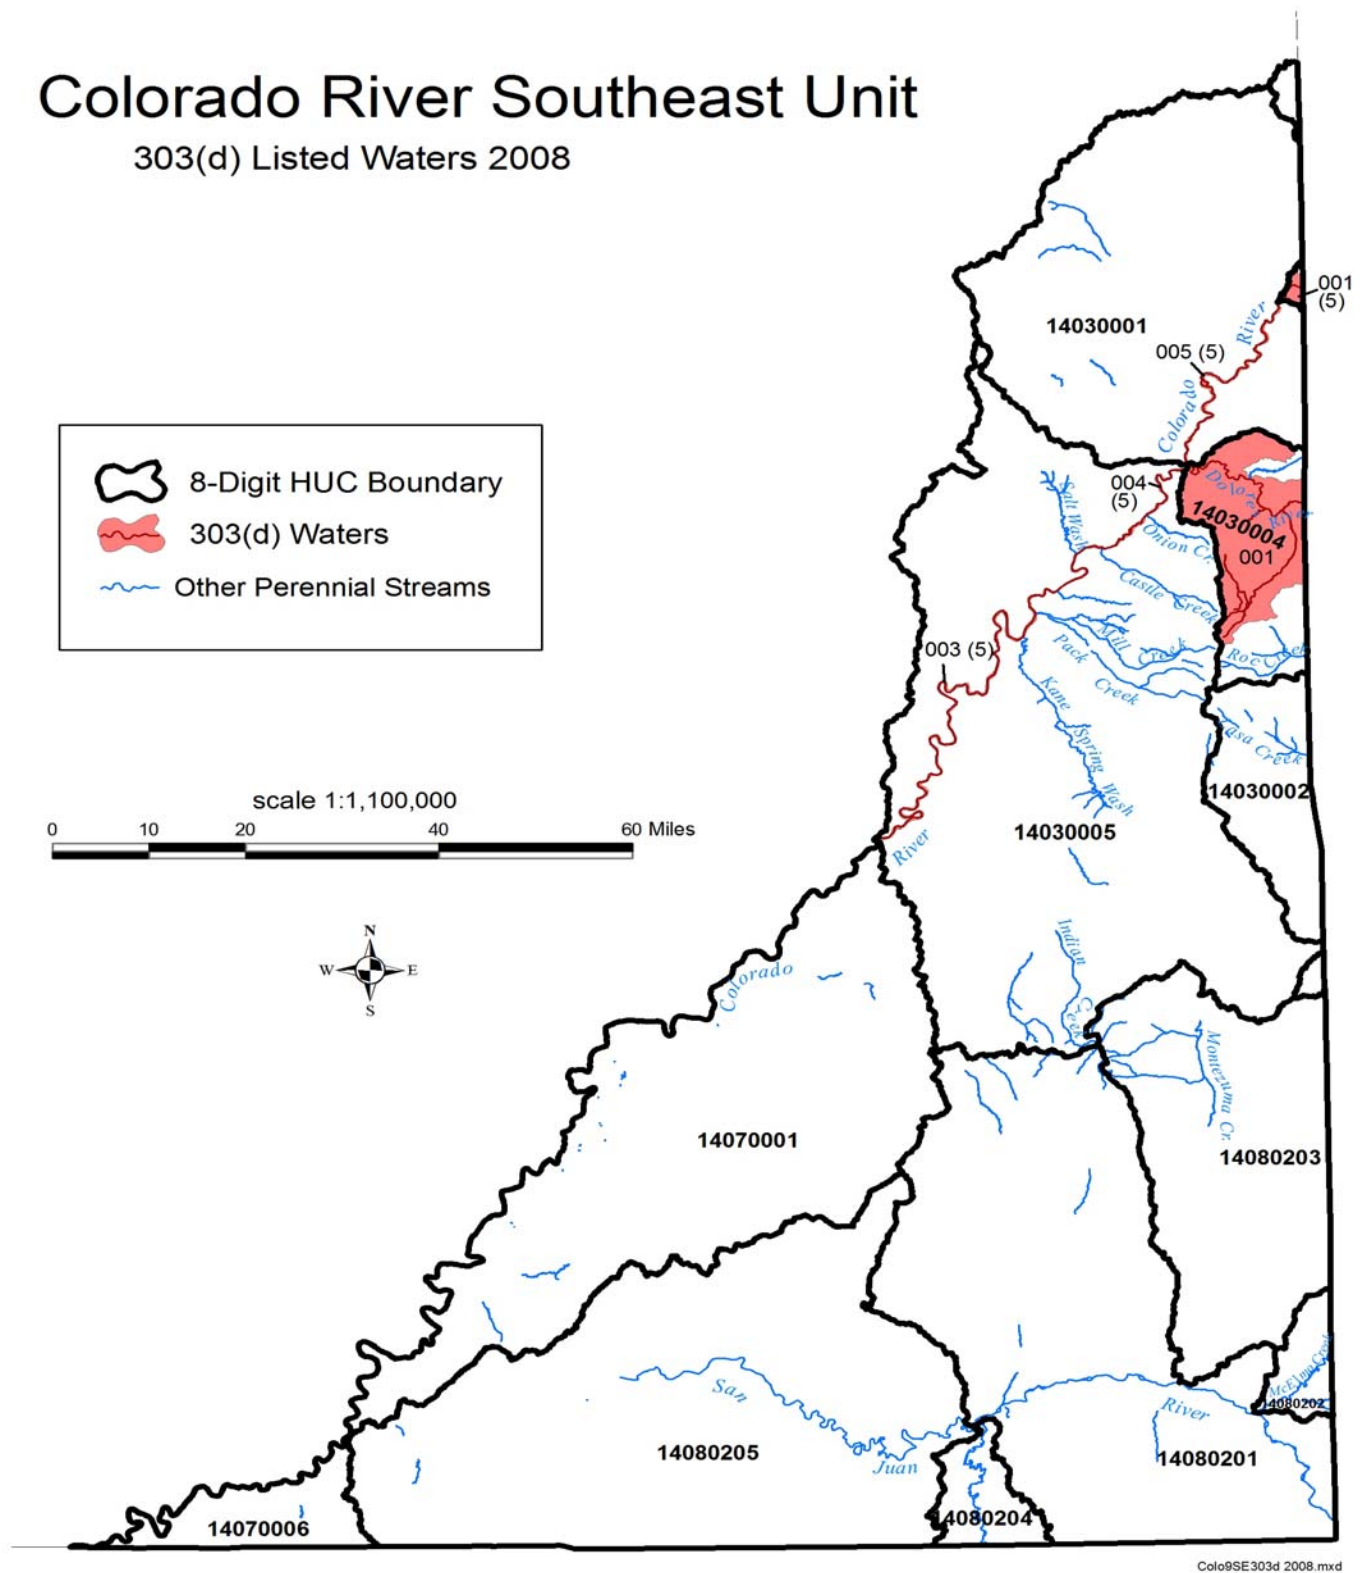 Colorado River Southeast Unit
303(d) Listed Waters 2008
001
(5)
14030001
River
005 (5)
Colorado
8-Digit HUC Boundary
303(d) Waters
Other Perennial Streams
004
(5)
Salt Wash
Dolores
River
14030004
001
Onion Cr.
Castle Creek
Mill Creek
Pack Creek
Roc Creek
003 (5)
Kane Spring Wash
14030002
scale 1:1,100,000
0 10 20 40 60 Miles
14030005
River
N
W E
S
Indian Creek
Colorado
Montezuma Cr.
14070001
14080203
McElmo Creek
14080202
San
River
14080205
Juan
14080201
14070006
14080204
Colo9SE303d 2008.mxd